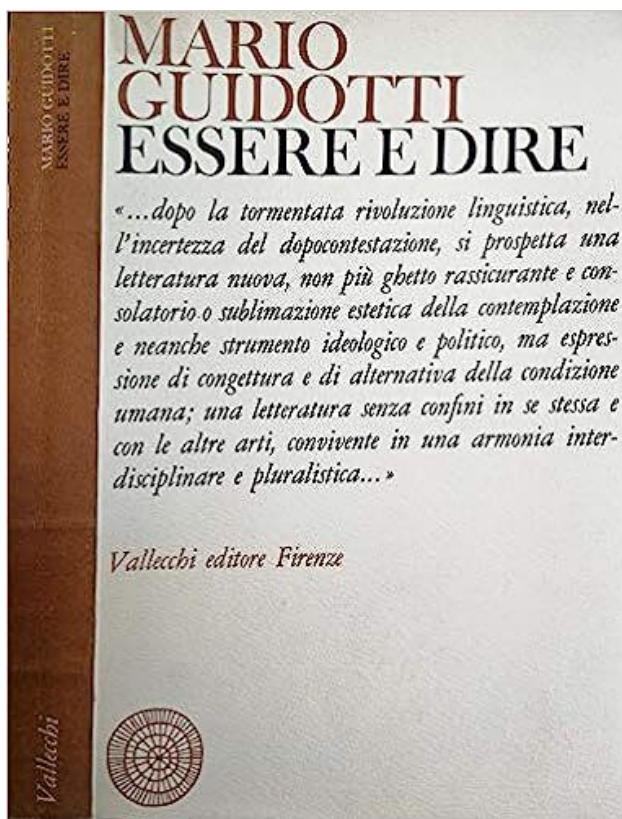 MARIO GUIDOTTI
ESSERE E DIRE
Vallecchi
MARIO
GUIDOTTI
ESSERE E DIRE
«...dopo la tormentata rivoluzione linguistica, nel-
l'incertezza del dopocontestazione, si prospetta una
letteratura nuova, non più ghetto rassicurante e con-
solatorio o sublimazione estetica della contemplazione
e neanche strumento ideologico e politico, ma espres-
sione di congettura e di alternativa della condizione
umana; una letteratura senza confini in se stessa e
con le altre arti, convivente in una armonia inter-
disciplinare e pluralistica...»
Vallecchi editore Firenze